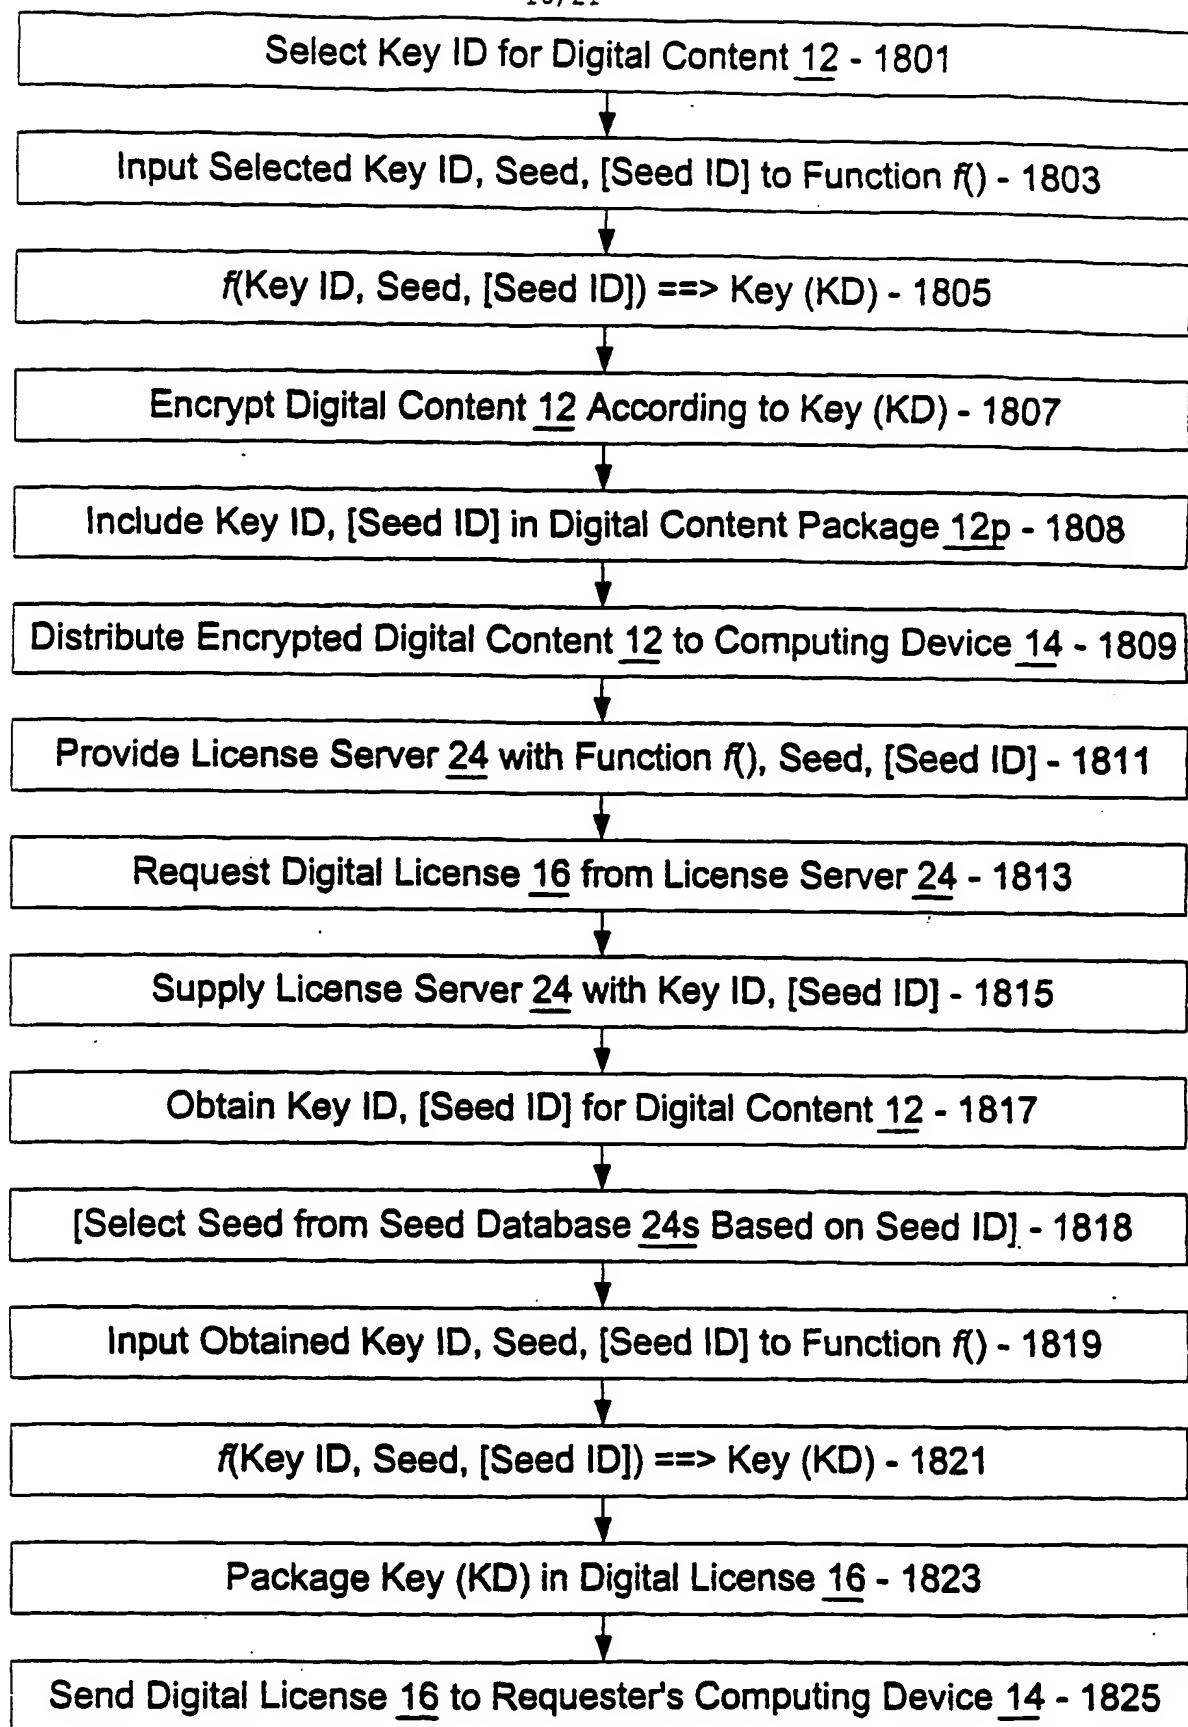 Select Key ID for Digital Content 12 - 1801
Input Selected Key ID, Seed, [Seed ID] to Function f() - 1803
f(Key ID, Seed, [Seed ID]) ==> Key (KD) - 1805
Encrypt Digital Content 12 According to Key (KD) - 1807
Include Key ID, [Seed ID] in Digital Content Package 12p - 1808
Distribute Encrypted Digital Content 12 to Computing Device 14 - 1809
Provide License Server 24 with Function f(), Seed, [Seed ID] - 1811
Request Digital License 16 from License Server 24 - 1813
Supply License Server 24 with Key ID, [Seed ID] - 1815
Obtain Key ID, [Seed ID] for Digital Content 12 - 1817
[Select Seed from Seed Database 24s Based on Seed ID] - 1818
Input Obtained Key ID, Seed, [Seed ID] to Function f() - 1819
f(Key ID, Seed, [Seed ID]) ==> Key (KD) - 1821
Package Key (KD) in Digital License 16 - 1823
Send Digital License 16 to Requester's Computing Device 14 - 1825